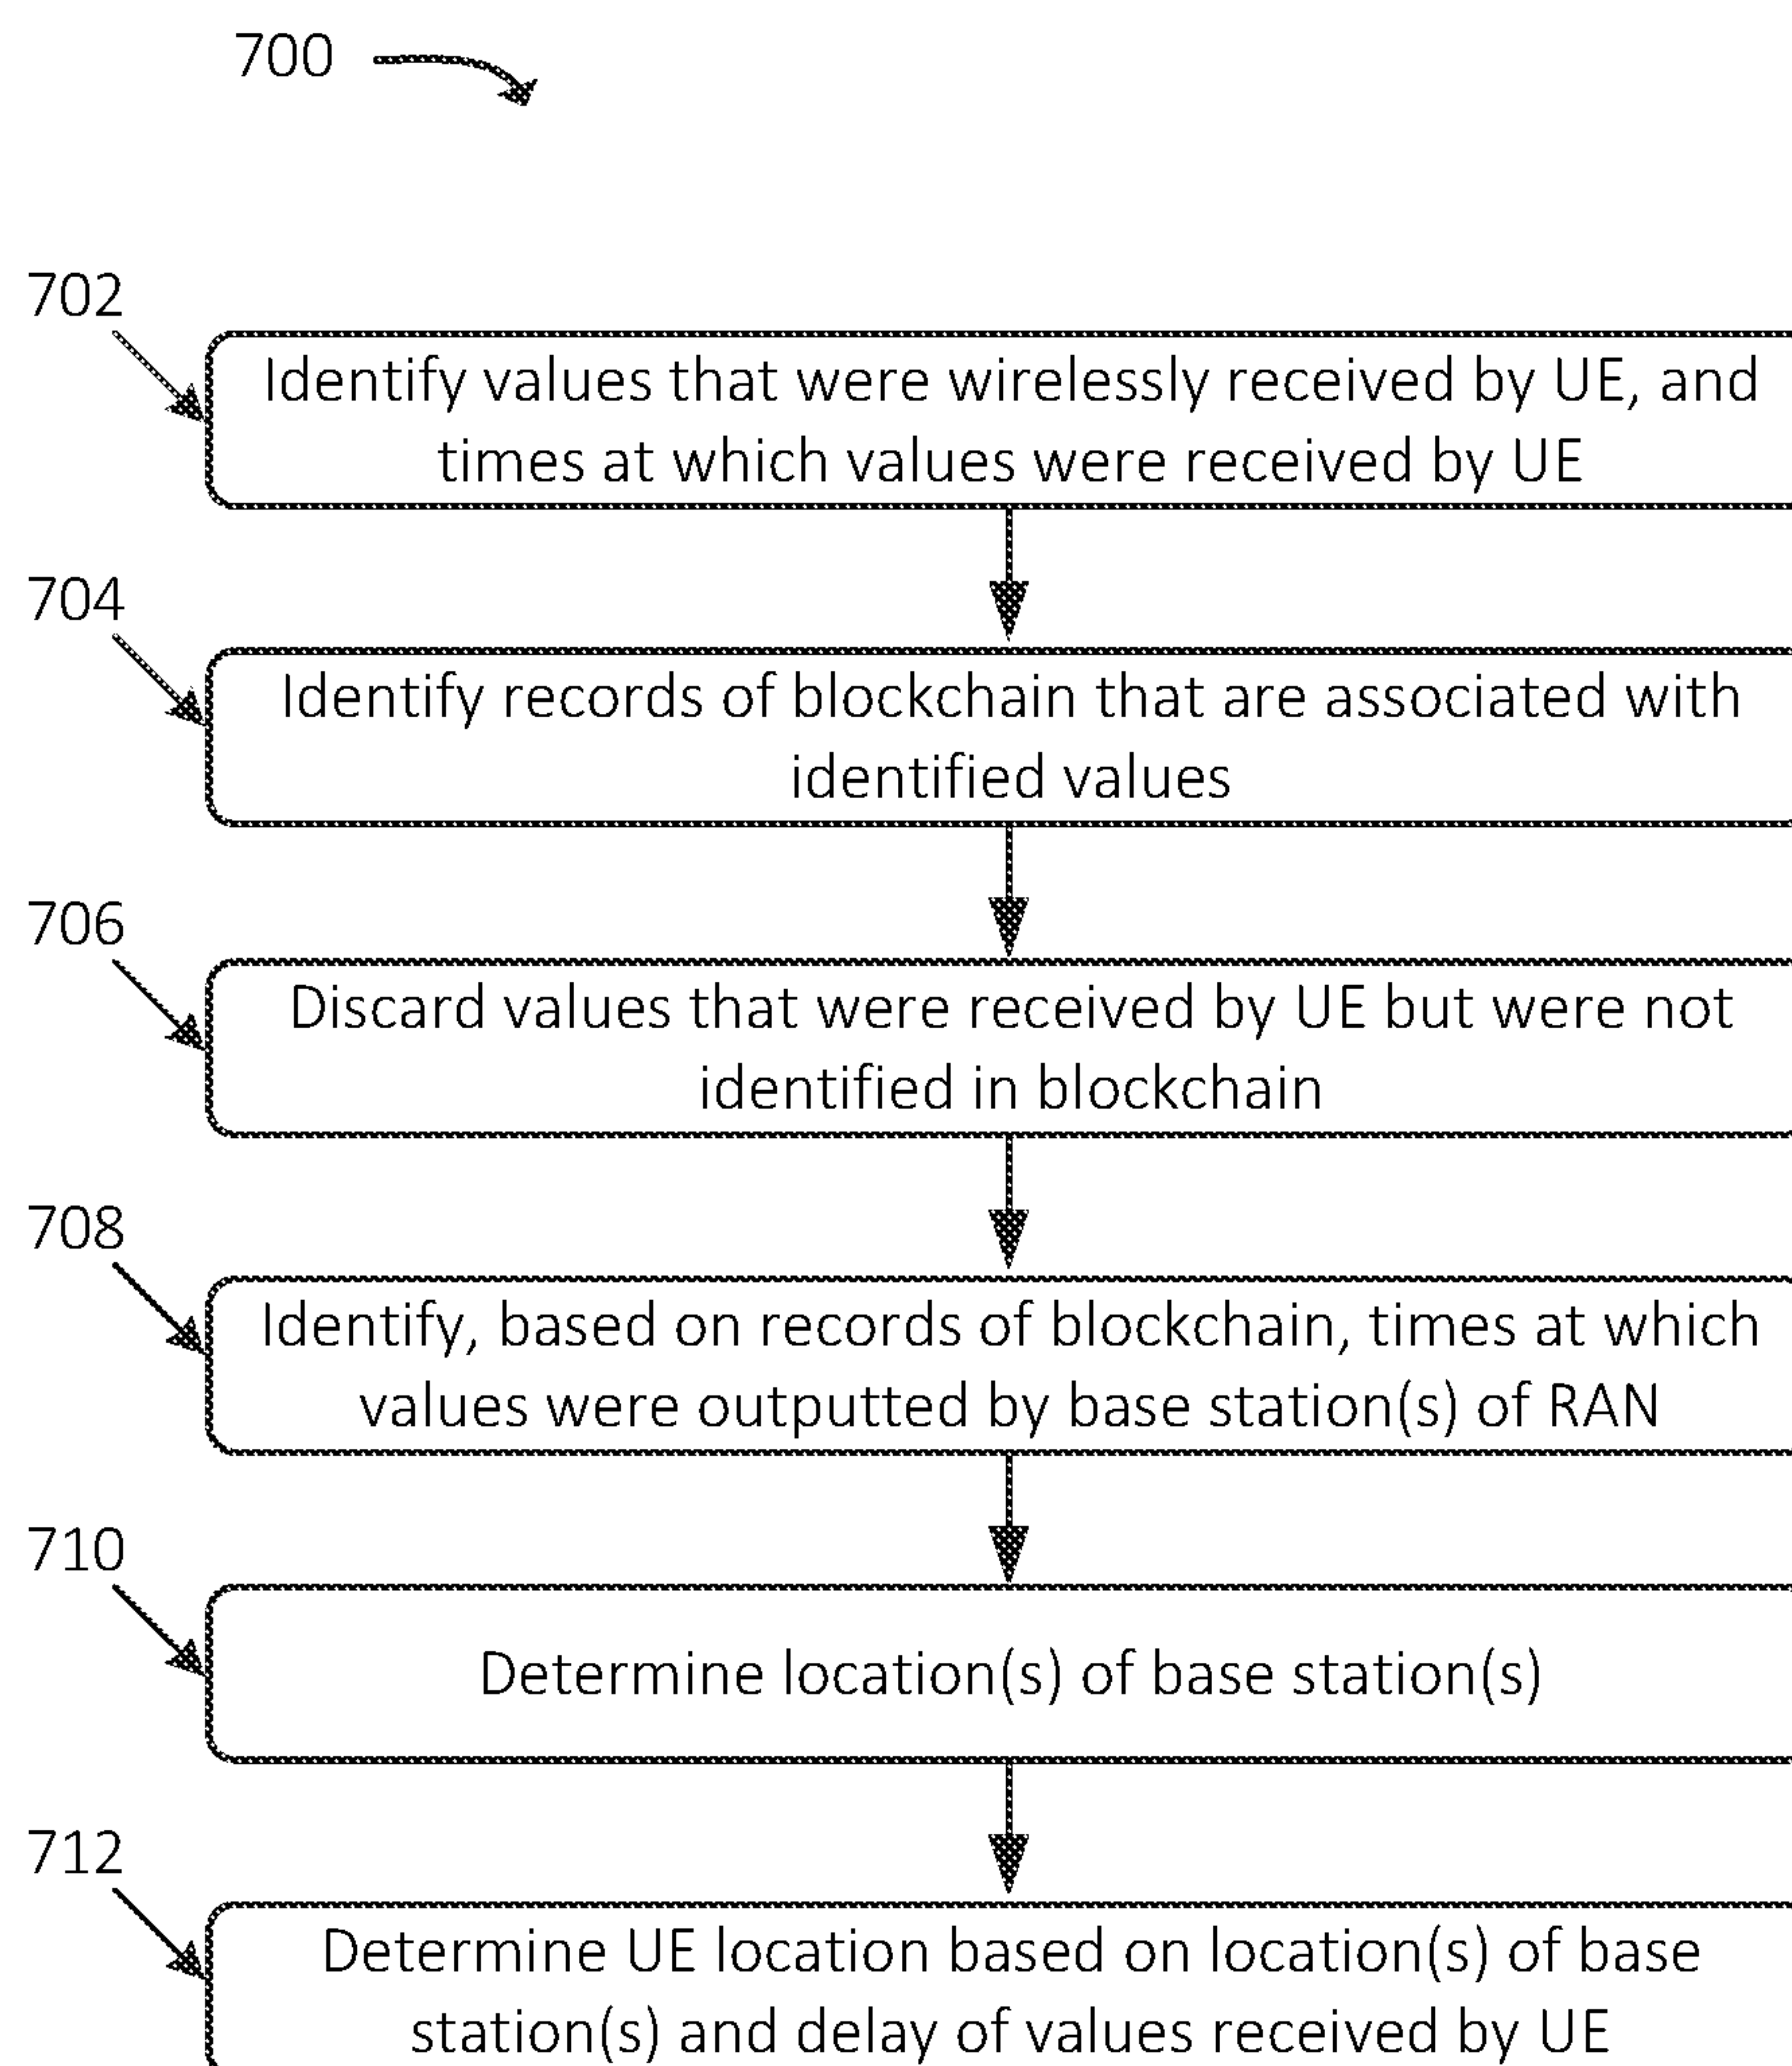 700
702
Identify values that were wirelessly received by UE, and
times at which values were received by UE
704
Identify records of blockchain that are associated with
identified values
706
Discard values that were received by UE but were not
identified in blockchain
708
Identify, based on records of blockchain, times at which
values were outputted by base station(s) of RAN
710
Determine location(s) of base station(s)
712
Determine UE location based on location(s) of base
station(s) and delay of values received by UE